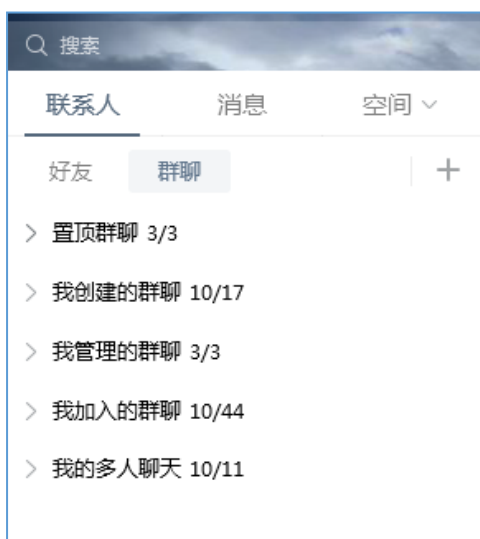 搜索
联系人 消息 空间
好友 群聊
置顶群聊 3/3
我创建的群聊 10/17
我管理的群聊 3/3
我加入的群聊 10/44
我的多人聊天 10/11